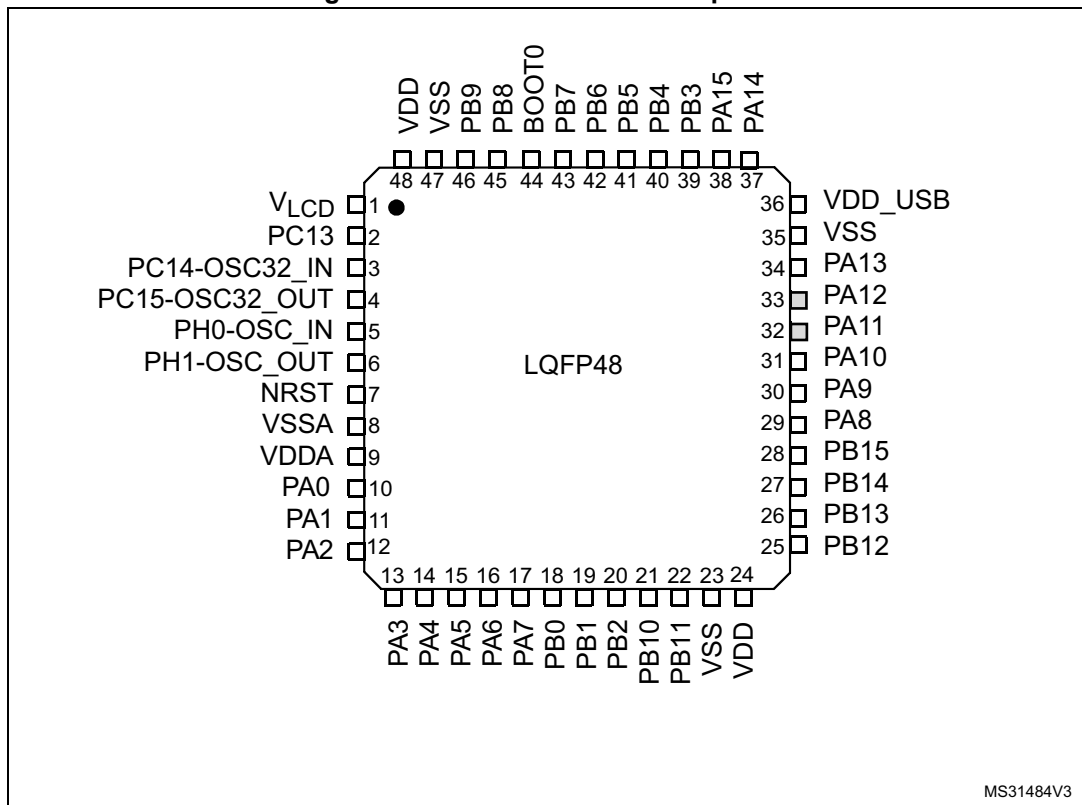 VDD
VSS
PB9
PB8
BOOT0
PB7
PB6
PB5
PB4
PB3
PA15
PA14
48 47 46 45 44 43 42 41 40 39 38 37
VLCD 1
PC13 2
PC14-OSC32_IN 3
PC15-OSC32_OUT 4
PH0-OSC_IN 5
PH1-OSC_OUT 6
NRST 7
VSSA 8
VDDA 9
PA0 10
PA1 11
PA2 12
LQFP48
36 VDD_USB
35 VSS
34 PA13
33 PA12
32 PA11
31 PA10
30 PA9
29 PA8
28 PB15
27 PB14
26 PB13
25 PB12
13 14 15 16 17 18 19 20 21 22 23 24
PA3
PA4
PA5
PA6
PA7
PB0
PB1
PB2
PB10
PB11
VSS
VDD
MS31484V3